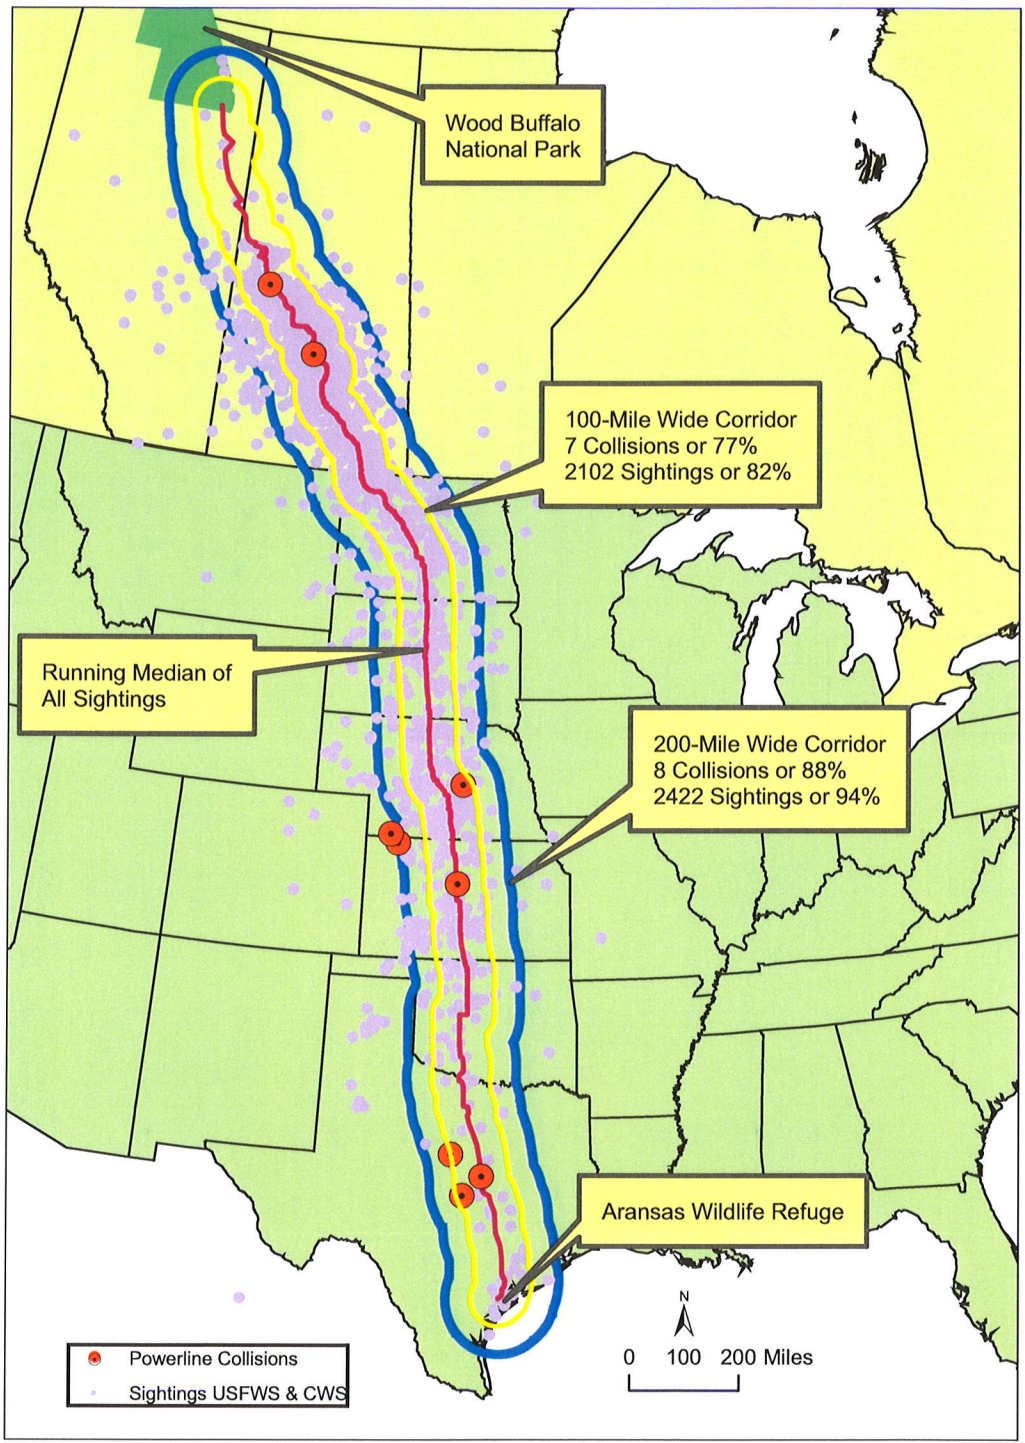 Wood Buffalo
National Park
100-Mile Wide Corridor
7 Collisions or 77%
2102 Sightings or 82%
Running Median of
All Sightings
200-Mile Wide Corridor
8 Collisions or 88%
2422 Sightings or 94%
Aransas Wildlife Refuge
N
0 100 200 Miles
Powerline Collisions
Sightings USFWS & CWS